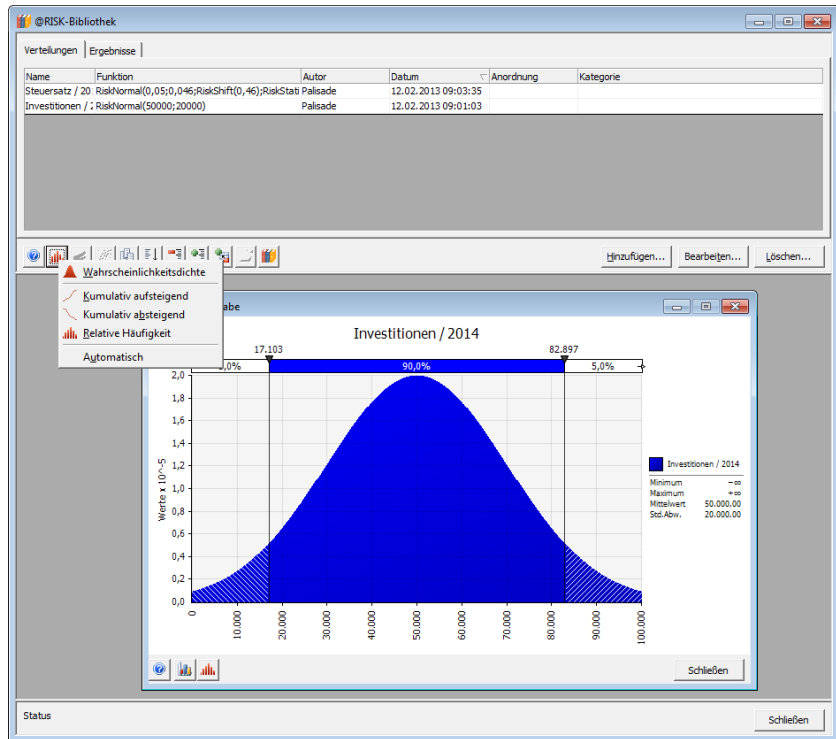 @RISK-Bibliothek
Verteilungen Ergebnisse
Name Funktion Autor Datum Anordnung Kategorie
Steuersatz / 20 RiskNormal(0,05;0,046;RiskShift(0,46);RiskStati Palisade 12.02.2013 09:03:35
Investitionen / 2 RiskNormal(50000;20000) Palisade 12.02.2013 09:01:03
Hinzufügen... Bearbeiten... Löschen...
Wahrscheinlichkeitsdichte
Kumulativ aufsteigend
Kumulativ absteigend
Relative Häufigkeit
Automatisch
abe
Investitionen / 2014
17.103 82.897
5,0% 90,0% 5,0%
2,0
1,8
1,6
1,4
1,2
1,0
0,8
0,6
0,4
0,2
0,0
Werte x 10^-5
0 10.000 20.000 30.000 40.000 50.000 60.000 70.000 80.000 90.000 100.000
Investitionen / 2014
Minimum -∞
Maximum +∞
Mittelwert 50.000,00
Std.Abw. 20.000,00
Schließen
Status
Schließen